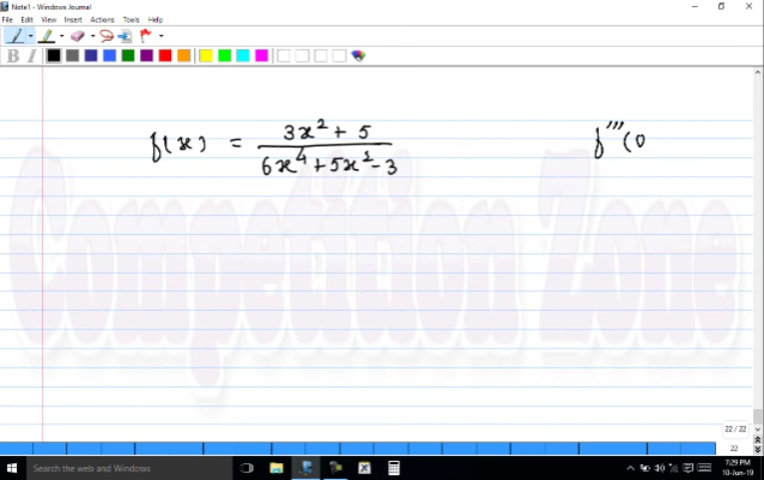 Note1 - Windows Journal
File Edit View Insert Actions Tools Help
B I
f(x) = (3x² + 5)/(6x⁴ + 5x² - 3) f'''(0
Competition Zone
22 / 22
22
Search the web and Windows
7:29 PM
10-Jun-19